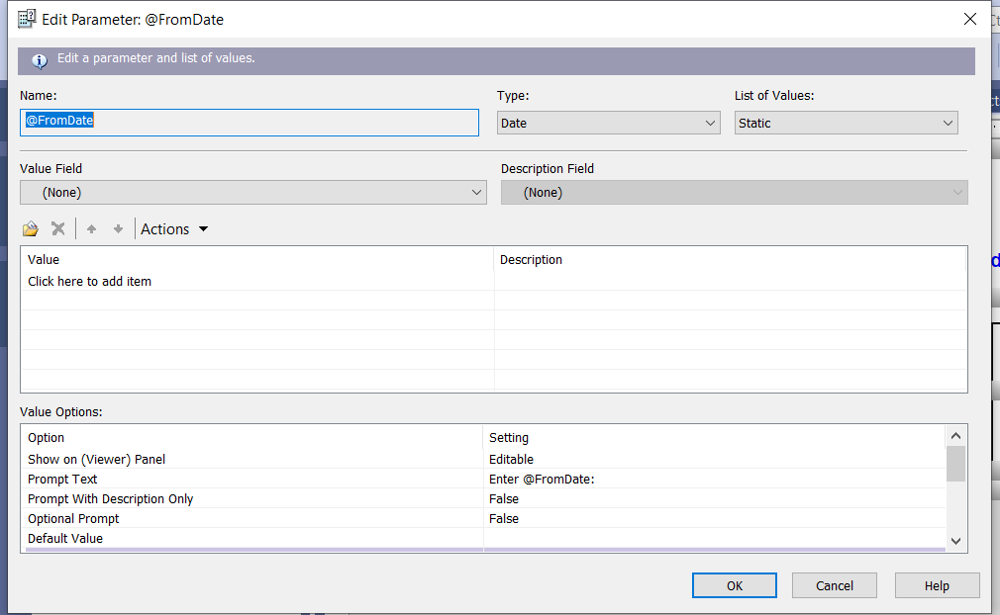 Edit Parameter: @FromDate
Edit a parameter and list of values.
Name: Type: List of Values:
@FromDate Date Static
Value Field Description Field
(None) (None)
Actions
Value Description
Click here to add item
Value Options:
Option Setting
Show on (Viewer) Panel Editable
Prompt Text Enter @FromDate:
Prompt With Description Only False
Optional Prompt False
Default Value
OK Cancel Help